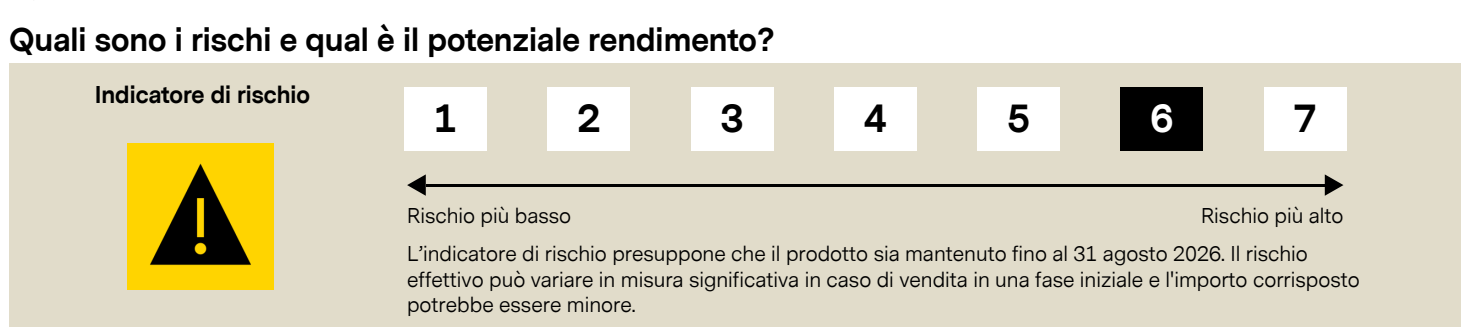 Quali sono i rischi e qual è il potenziale rendimento?
Indicatore di rischio
1 2 3 4 5 6 7
Rischio più basso Rischio più alto
L'indicatore di rischio presuppone che il prodotto sia mantenuto fino al 31 agosto 2026. Il rischio
effettivo può variare in misura significativa in caso di vendita in una fase iniziale e l'importo corrisposto
potrebbe essere minore.